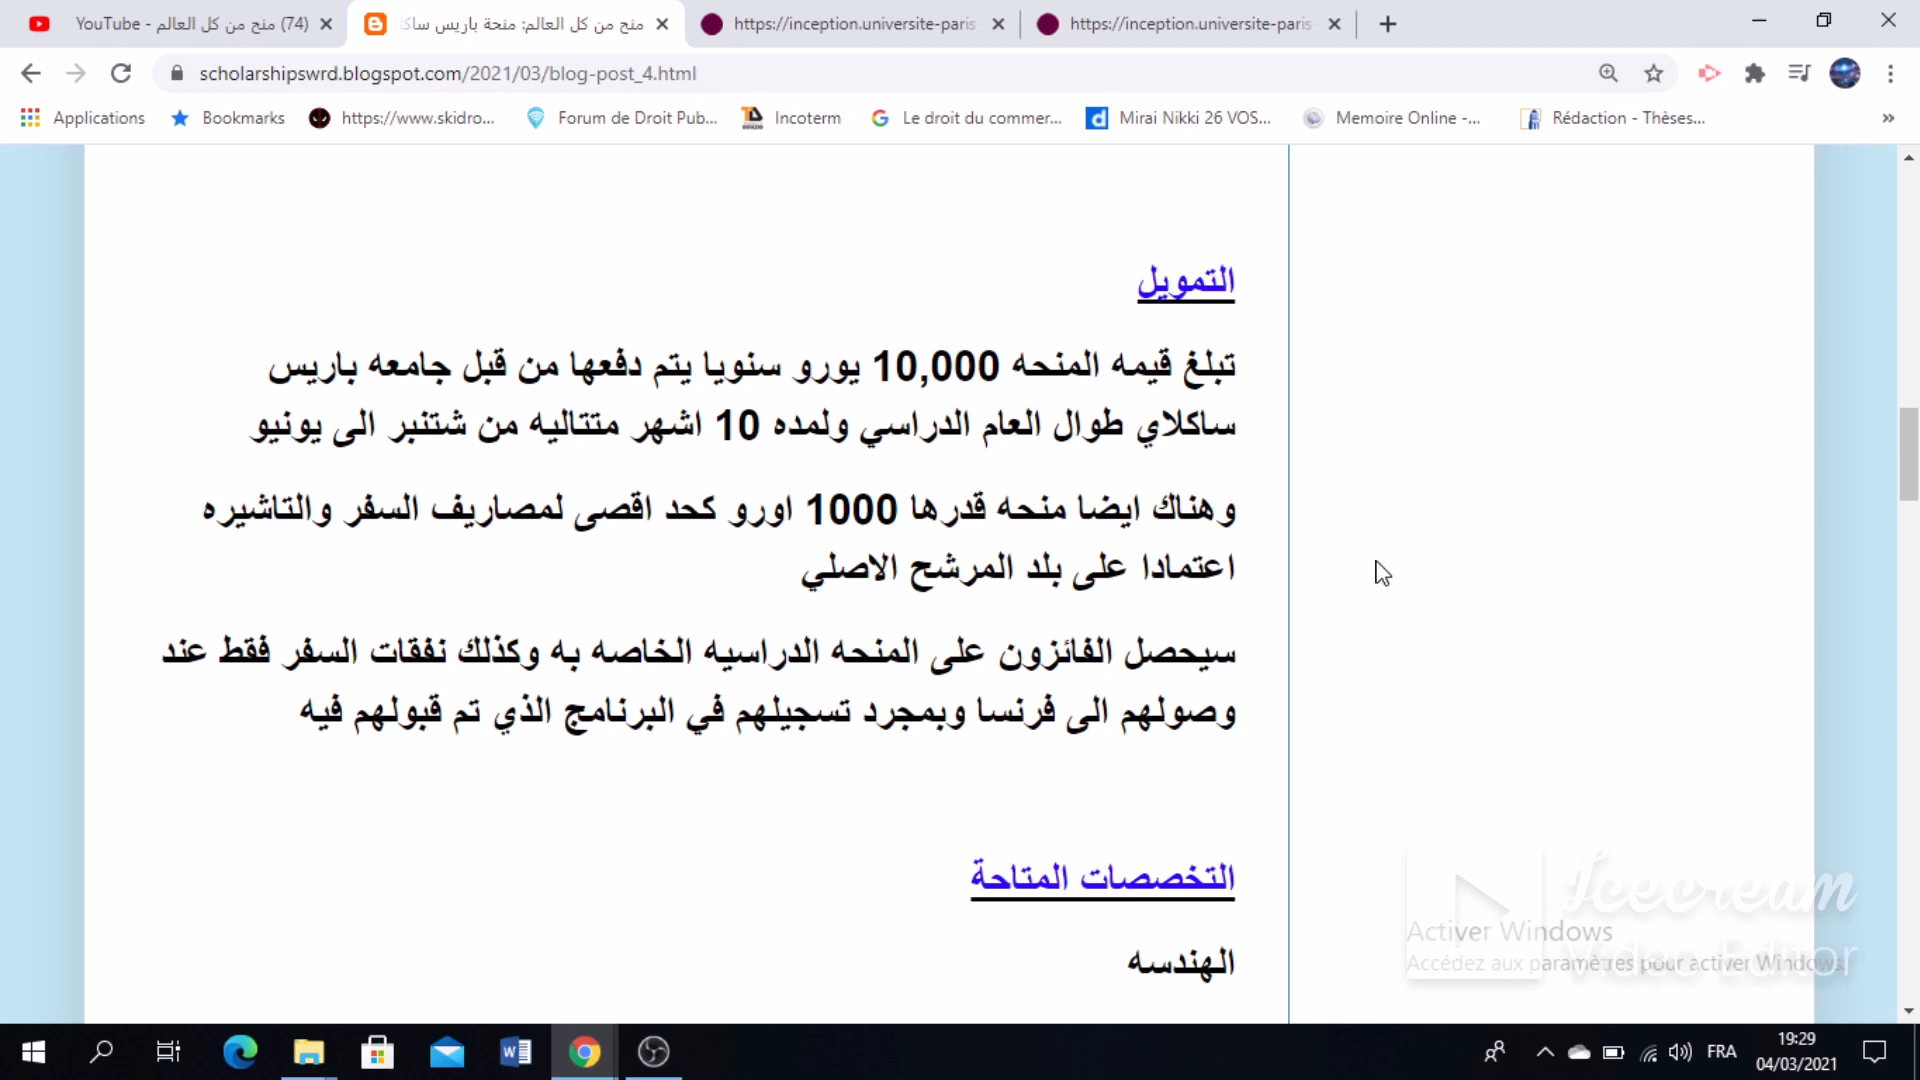 (74) منح من كل العالم - YouTube
منح من كل العالم: منحة باريس ساكا
https://inception.universite-paris
https://inception.universite-paris
scholarshipswrd.blogspot.com/2021/03/blog-post_4.html
Applications
Bookmarks
https://www.skidro...
Forum de Droit Pub...
Incoterm
Le droit du commer...
Mirai Nikki 26 VOS...
Memoire Online -...
Rédaction - Thèses...
التمويل
تبلغ قيمه المنحه 10,000 يورو سنويا يتم دفعها من قبل جامعه باريس
ساكلاي طوال العام الدراسي ولمده 10 اشهر متتاليه من شتنبر الى يونيو
وهناك ايضا منحه قدرها 1000 اورو كحد اقصى لمصاريف السفر والتاشيره
اعتمادا على بلد المرشح الاصلي
سيحصل الفائزون على المنحه الدراسيه الخاصه به وكذلك نفقات السفر فقط عند
وصولهم الى فرنسا وبمجرد تسجيلهم في البرنامج الذي تم قبولهم فيه
التخصصات المتاحة
الهندسه
Icecream
Video Editor
Activer Windows
Accédez aux paramètres pour activer Windows.
FRA
19:29
04/03/2021